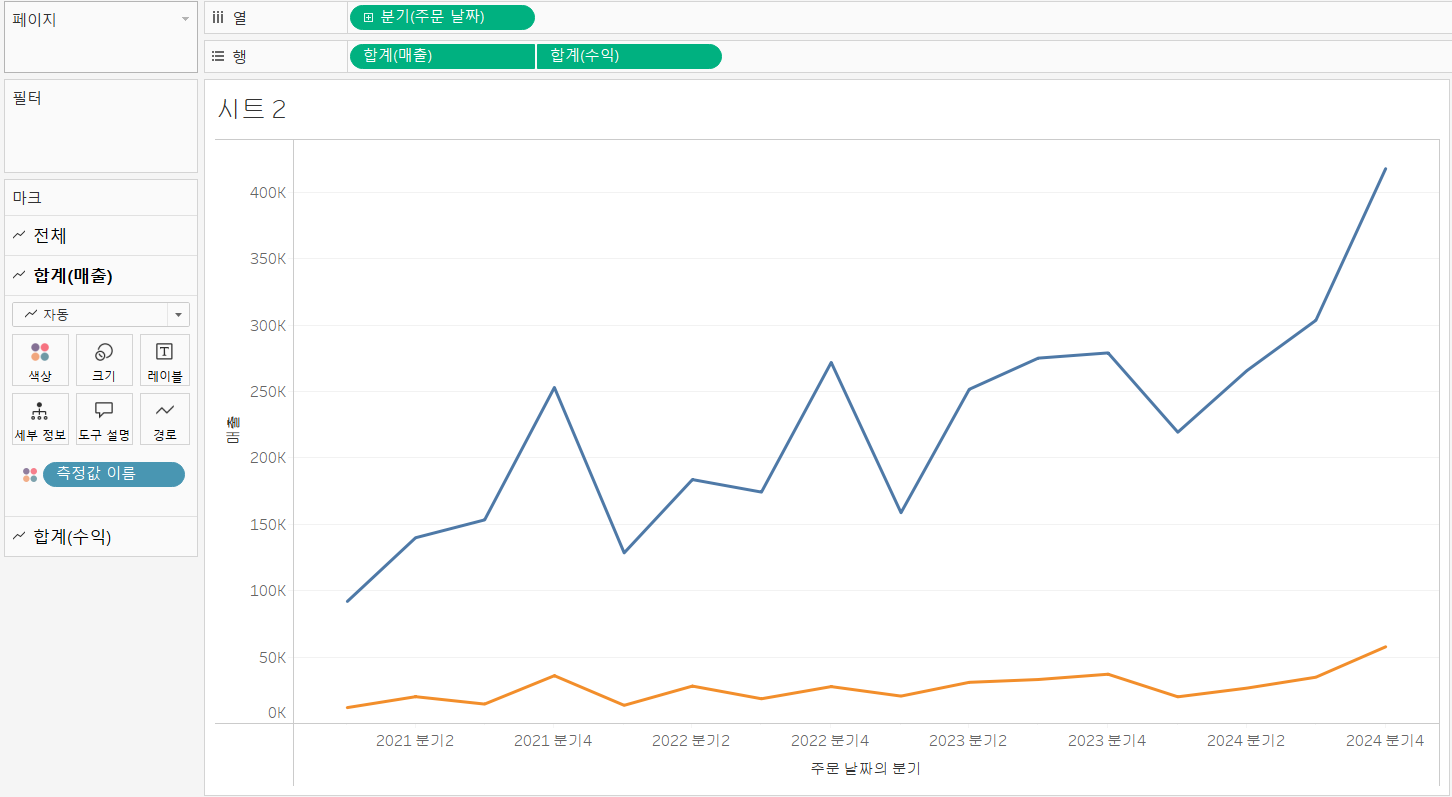 페이지
iii 열
분기(주문 날짜)
행
합계(매출)
합계(수익)
필터
마크
전체
합계(매출)
자동
색상
크기
레이블
세부 정보
도구 설명
경로
측정값 이름
합계(수익)
시트 2
400K
350K
300K
250K
200K
150K
100K
50K
0K
2021 분기2
2021 분기4
2022 분기2
2022 분기4
2023 분기2
2023 분기4
2024 분기2
2024 분기4
주문 날짜의 분기